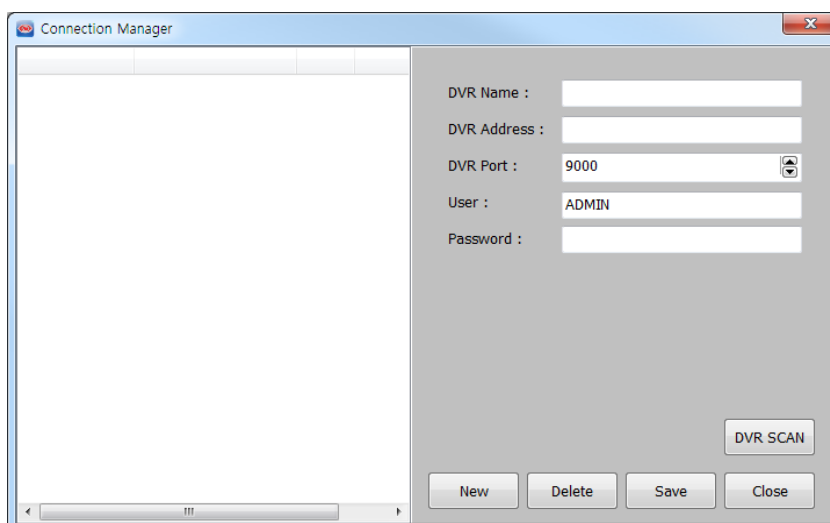 Connection Manager
DVR Name :
DVR Address :
DVR Port : 9000
User : ADMIN
Password :
DVR SCAN
New Delete Save Close